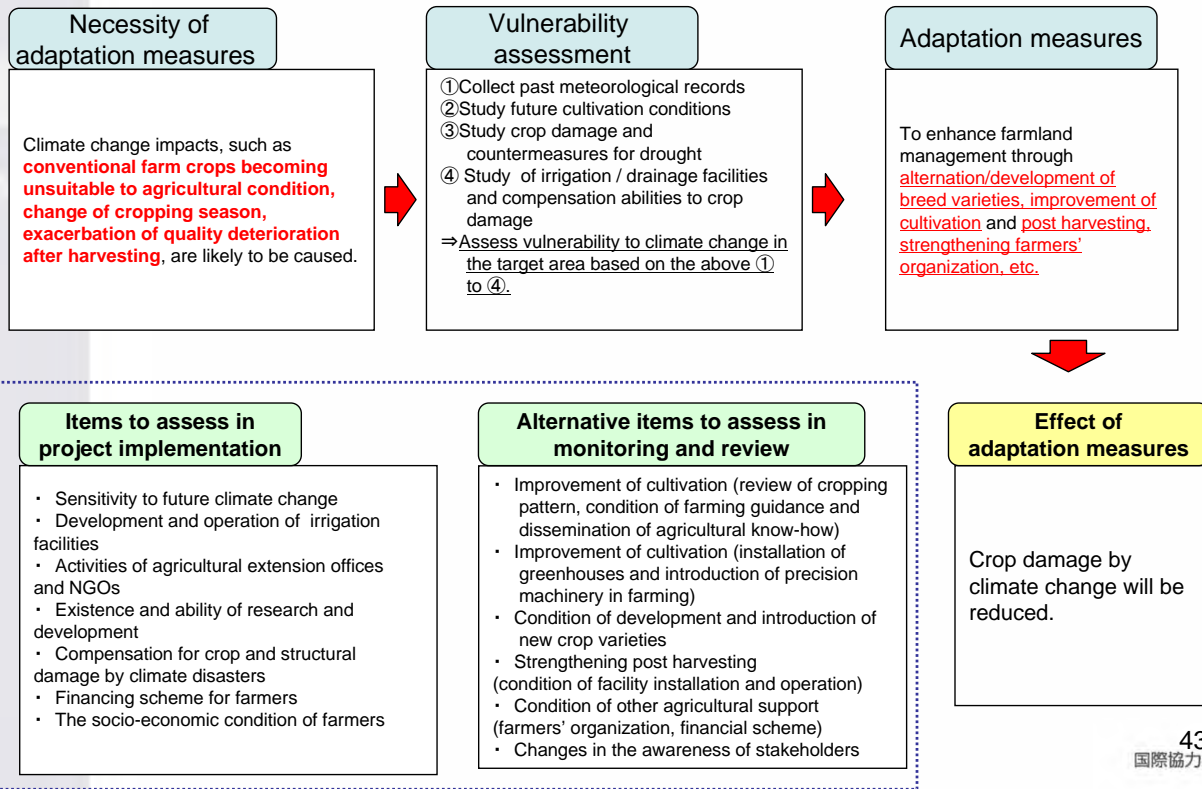 Necessity of
adaptation measures
Climate change impacts, such as
conventional farm crops becoming
unsuitable to agricultural condition,
change of cropping season,
exacerbation of quality deterioration
after harvesting, are likely to be caused.
Vulnerability
assessment
①Collect past meteorological records
②Study future cultivation conditions
③Study crop damage and
countermeasures for drought
④ Study of irrigation / drainage facilities
and compensation abilities to crop
damage
⇒Assess vulnerability to climate change in
the target area based on the above ①
to ④.
Adaptation measures
To enhance farmland
management through
alternation/development of
breed varieties, improvement of
cultivation and post harvesting,
strengthening farmers'
organization, etc.
Items to assess in
project implementation
・ Sensitivity to future climate change
・ Development and operation of irrigation
facilities
・ Activities of agricultural extension offices
and NGOs
・ Existence and ability of research and
development
・ Compensation for crop and structural
damage by climate disasters
・ Financing scheme for farmers
・ The socio-economic condition of farmers
Alternative items to assess in
monitoring and review
・ Improvement of cultivation (review of cropping
pattern, condition of farming guidance and
dissemination of agricultural know-how)
・ Improvement of cultivation (installation of
greenhouses and introduction of precision
machinery in farming)
・ Condition of development and introduction of
new crop varieties
・ Strengthening post harvesting
(condition of facility installation and operation)
・ Condition of other agricultural support
(farmers' organization, financial scheme)
・ Changes in the awareness of stakeholders
Effect of
adaptation measures
Crop damage by
climate change will be
reduced.
43
国際協力